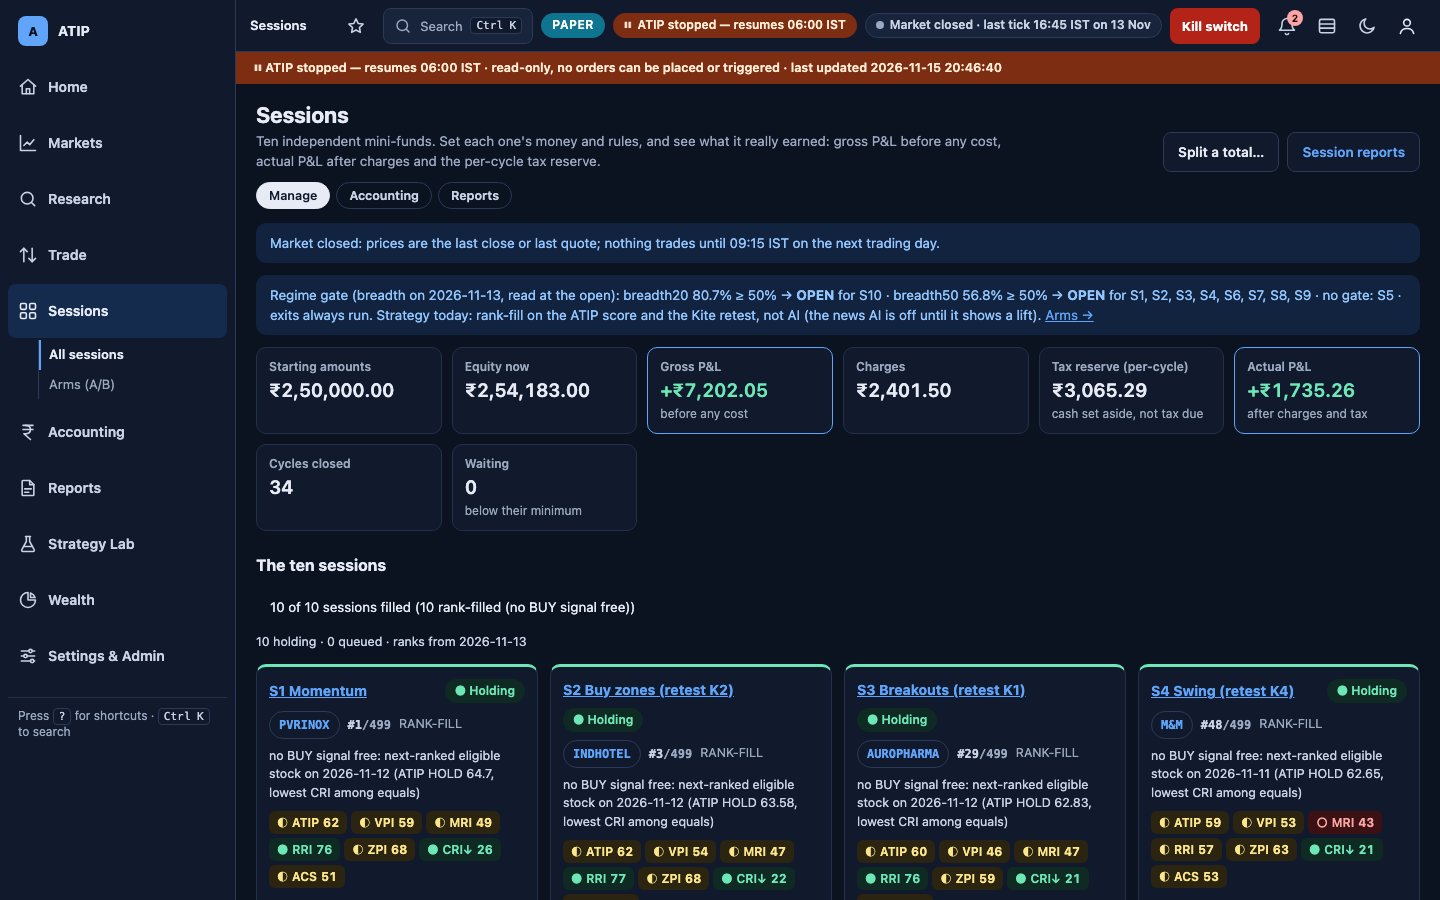 A ATIP
Sessions
Search Ctrl K
PAPER
ATIP stopped — resumes 06:00 IST
Market closed · last tick 16:45 IST on 13 Nov
Kill switch
2
ATIP stopped — resumes 06:00 IST · read-only, no orders can be placed or triggered · last updated 2026-11-15 20:46:40
Home
Markets
Research
Trade
Sessions
All sessions
Arms (A/B)
Accounting
Reports
Strategy Lab
Wealth
Settings & Admin
Press ? for shortcuts · Ctrl K
to search
Sessions
Ten independent mini-funds. Set each one's money and rules, and see what it really earned: gross P&L before any cost,
actual P&L after charges and the per-cycle tax reserve.
Split a total...
Session reports
Manage Accounting Reports
Market closed: prices are the last close or last quote; nothing trades until 09:15 IST on the next trading day.
Regime gate (breadth on 2026-11-13, read at the open): breadth20 80.7% ≥ 50% → OPEN for S10 · breadth50 56.8% ≥ 50% → OPEN for S1, S2, S3, S4, S6, S7, S8, S9 · no gate: S5 ·
exits always run. Strategy today: rank-fill on the ATIP score and the Kite retest, not AI (the news AI is off until it shows a lift). Arms →
Starting amounts
₹2,50,000.00
Equity now
₹2,54,183.00
Gross P&L
+₹7,202.05
before any cost
Charges
₹2,401.50
Tax reserve (per-cycle)
₹3,065.29
cash set aside, not tax due
Actual P&L
+₹1,735.26
after charges and tax
Cycles closed
34
Waiting
0
below their minimum
The ten sessions
10 of 10 sessions filled (10 rank-filled (no BUY signal free))
10 holding · 0 queued · ranks from 2026-11-13
S1 Momentum
Holding
PVRINOX #1/499 RANK-FILL
no BUY signal free: next-ranked eligible
stock on 2026-11-12 (ATIP HOLD 64.7,
lowest CRI among equals)
ATIP 62 VPI 59 MRI 49
RRI 76 ZPI 68 CRI↓ 26
ACS 51
S2 Buy zones (retest K2)
Holding
INDHOTEL #3/499 RANK-FILL
no BUY signal free: next-ranked eligible
stock on 2026-11-12 (ATIP HOLD 63.58,
lowest CRI among equals)
ATIP 62 VPI 54 MRI 47
RRI 77 ZPI 68 CRI↓ 22
S3 Breakouts (retest K1)
Holding
AUROPHARMA #29/499 RANK-FILL
no BUY signal free: next-ranked eligible
stock on 2026-11-12 (ATIP HOLD 62.83,
lowest CRI among equals)
ATIP 60 VPI 46 MRI 47
RRI 76 ZPI 59 CRI↓ 21
S4 Swing (retest K4)
Holding
M&M #48/499 RANK-FILL
no BUY signal free: next-ranked eligible
stock on 2026-11-11 (ATIP HOLD 62.65,
lowest CRI among equals)
ATIP 59 VPI 53 MRI 43
RRI 57 ZPI 63 CRI↓ 21
ACS 53